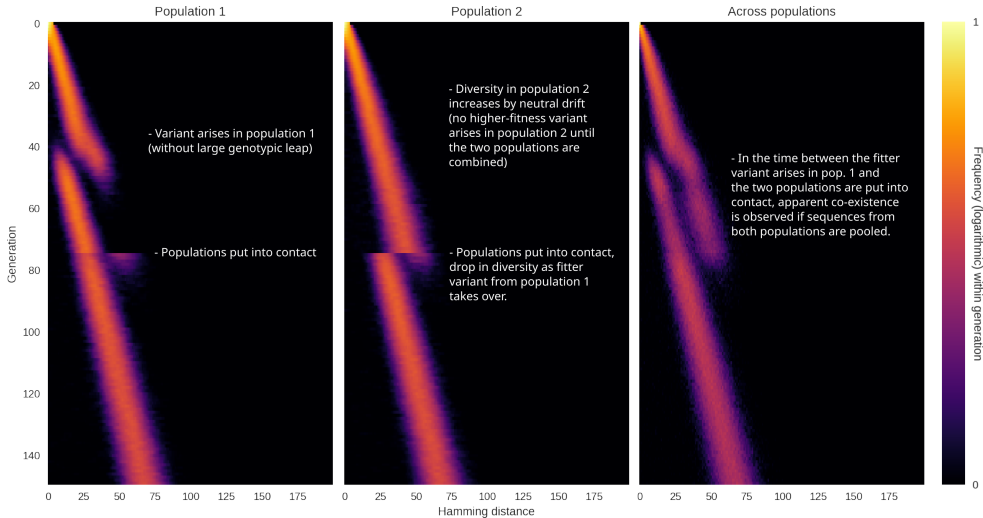 Population 1
Population 2
Across populations
0
20
40
60
80
100
120
140
Generation
- Variant arises in population 1
(without large genotypic leap)
- Populations put into contact
- Diversity in population 2
increases by neutral drift
(no higher-fitness variant
arises in population 2 until
the two populations are
combined)
- Populations put into contact,
drop in diversity as fitter
variant from population 1
takes over.
- In the time between the fitter
variant arises in pop. 1 and
the two populations are put into
contact, apparent co-existence
is observed if sequences from
both populations are pooled.
0 25 50 75 100 125 150 175
0 25 50 75 100 125 150 175
0 25 50 75 100 125 150 175
Hamming distance
1
0
Frequency (logarithmic) within generation